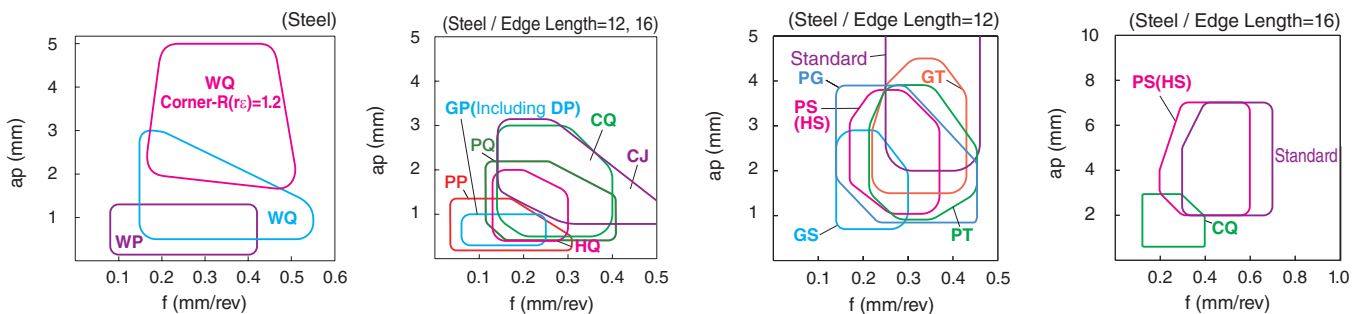 (Steel)
5
4
3
2
1
ap (mm)
0.1 0.2 0.3 0.4 0.5 0.6
f (mm/rev)
WQ
Corner-R(rε)=1.2
WQ
WP
(Steel / Edge Length=12, 16)
5
4
3
2
1
ap (mm)
0.1 0.2 0.3 0.4 0.5
f (mm/rev)
GP(Including DP)
CQ
PQ
CJ
PP
HQ
(Steel / Edge Length=12)
5
4
3
2
1
ap (mm)
0.1 0.2 0.3 0.4 0.5
f (mm/rev)
Standard
PG
GT
PS
(HS)
GS
PT
(Steel / Edge Length=16)
10
8
6
4
2
ap (mm)
0.2 0.4 0.6 0.8 1.0
f (mm/rev)
PS(HS)
Standard
CQ